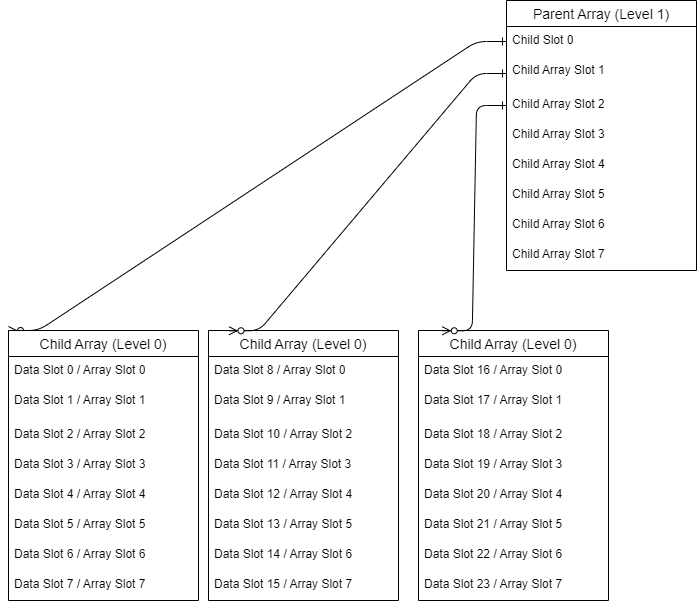 Parent Array (Level 1)
Child Slot 0
Child Array Slot 1
Child Array Slot 2
Child Array Slot 3
Child Array Slot 4
Child Array Slot 5
Child Array Slot 6
Child Array Slot 7
Child Array (Level 0)
Data Slot 0 / Array Slot 0
Data Slot 1 / Array Slot 1
Data Slot 2 / Array Slot 2
Data Slot 3 / Array Slot 3
Data Slot 4 / Array Slot 4
Data Slot 5 / Array Slot 5
Data Slot 6 / Array Slot 6
Data Slot 7 / Array Slot 7
Child Array (Level 0)
Data Slot 8 / Array Slot 0
Data Slot 9 / Array Slot 1
Data Slot 10 / Array Slot 2
Data Slot 11 / Array Slot 3
Data Slot 12 / Array Slot 4
Data Slot 13 / Array Slot 5
Data Slot 14 / Array Slot 6
Data Slot 15 / Array Slot 7
Child Array (Level 0)
Data Slot 16 / Array Slot 0
Data Slot 17 / Array Slot 1
Data Slot 18 / Array Slot 2
Data Slot 19 / Array Slot 3
Data Slot 20 / Array Slot 4
Data Slot 21 / Array Slot 5
Data Slot 22 / Array Slot 6
Data Slot 23 / Array Slot 7